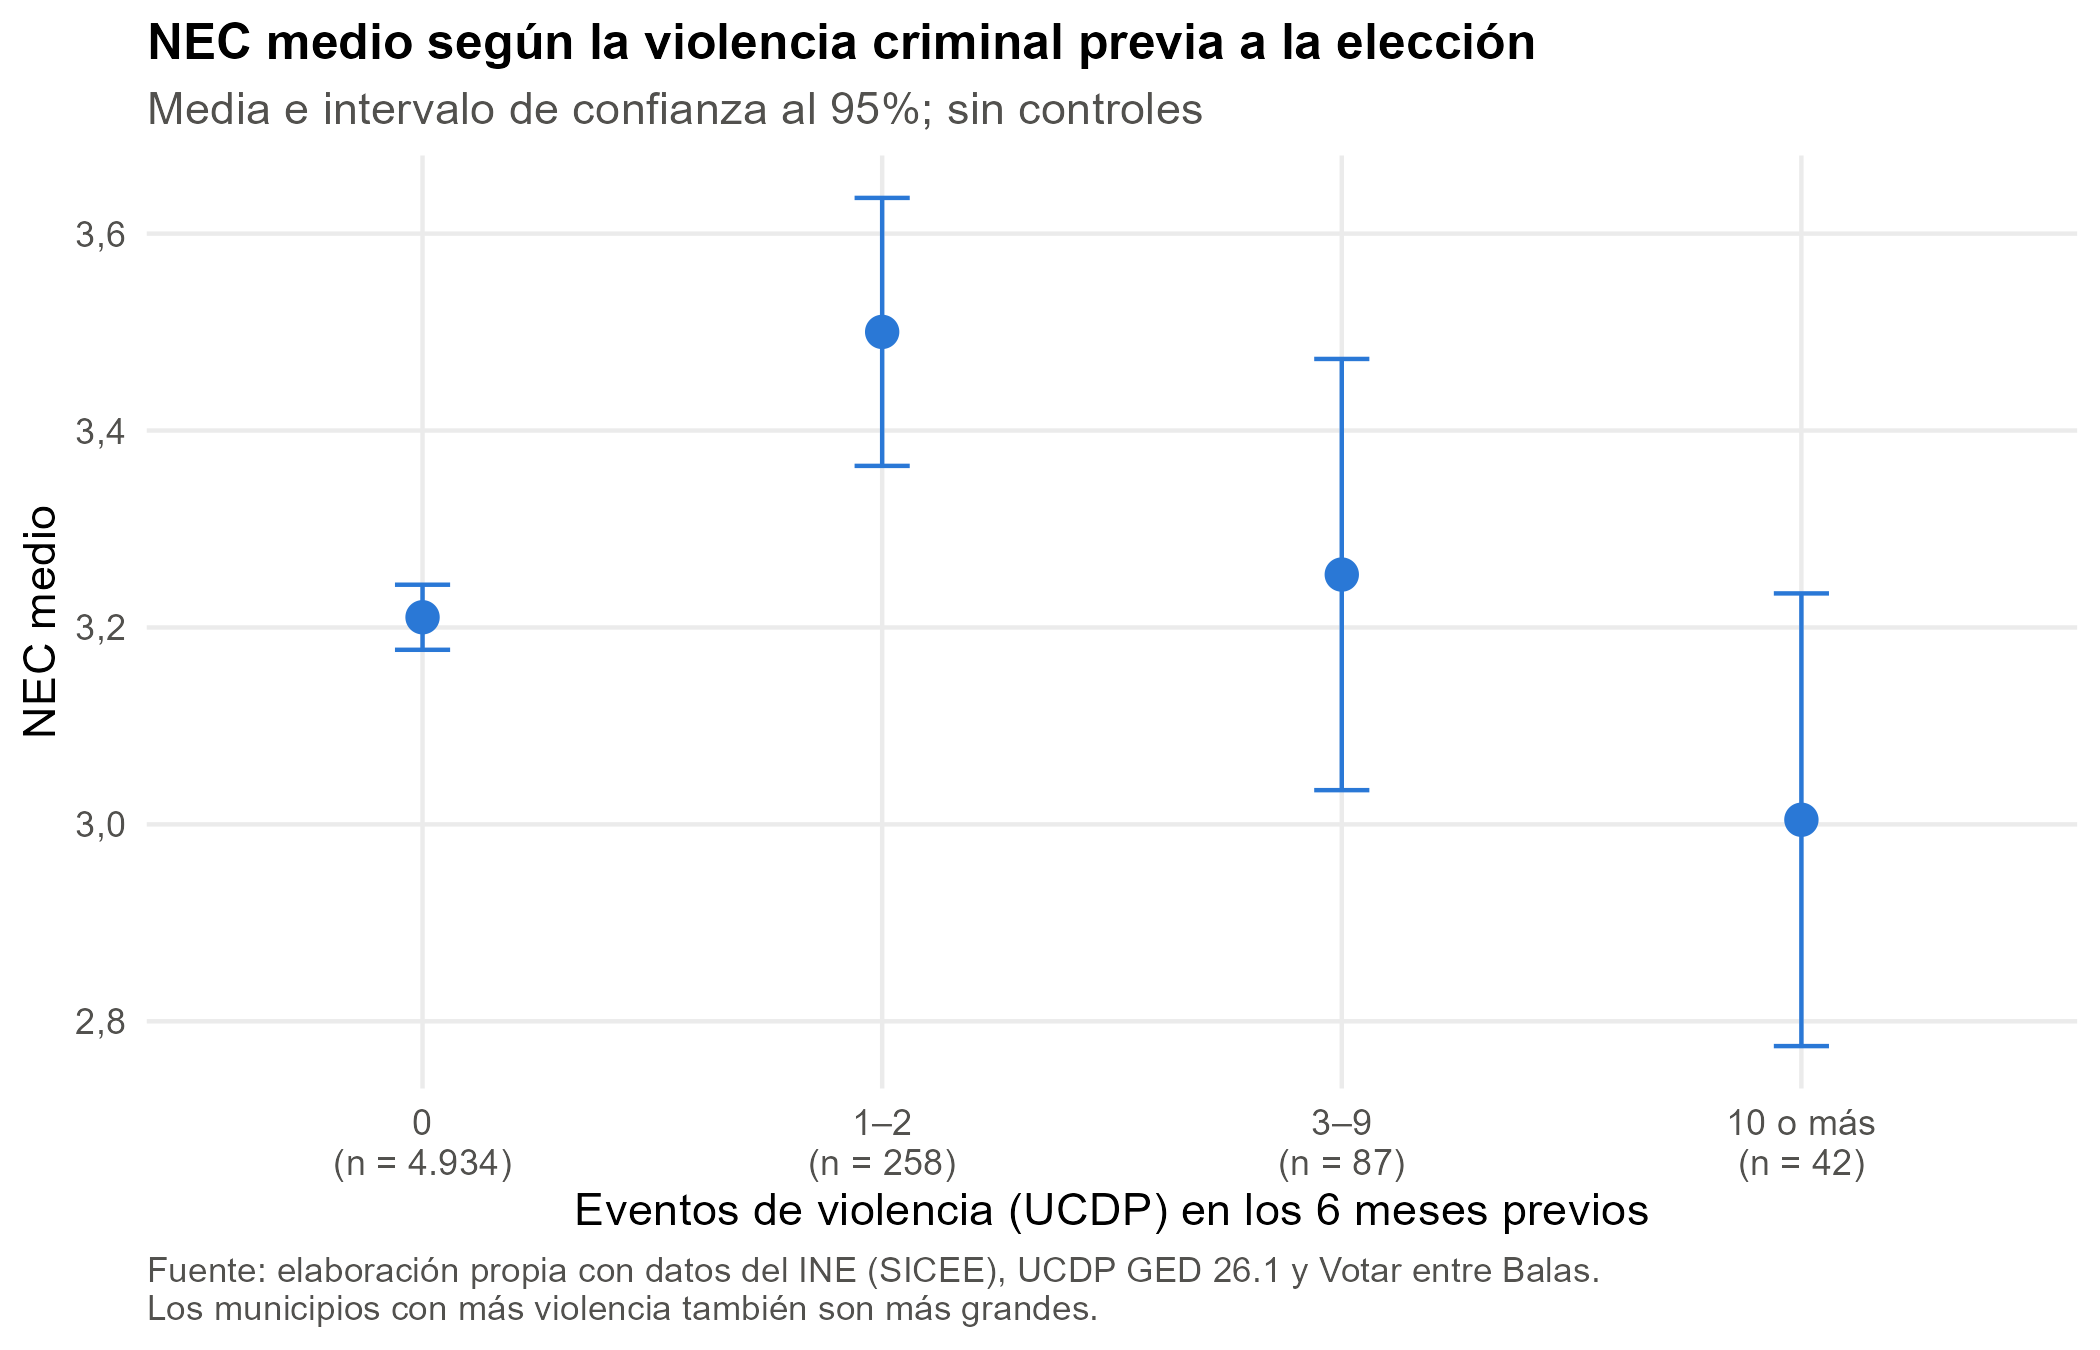 NEC medio según la violencia criminal previa a la elección
Media e intervalo de confianza al 95%; sin controles
NEC medio
3,6
3,4
3,2
3,0
2,8
0
(n = 4.934)
1–2
(n = 258)
3–9
(n = 87)
10 o más
(n = 42)
Eventos de violencia (UCDP) en los 6 meses previos
Fuente: elaboración propia con datos del INE (SICEE), UCDP GED 26.1 y Votar entre Balas.
Los municipios con más violencia también son más grandes.